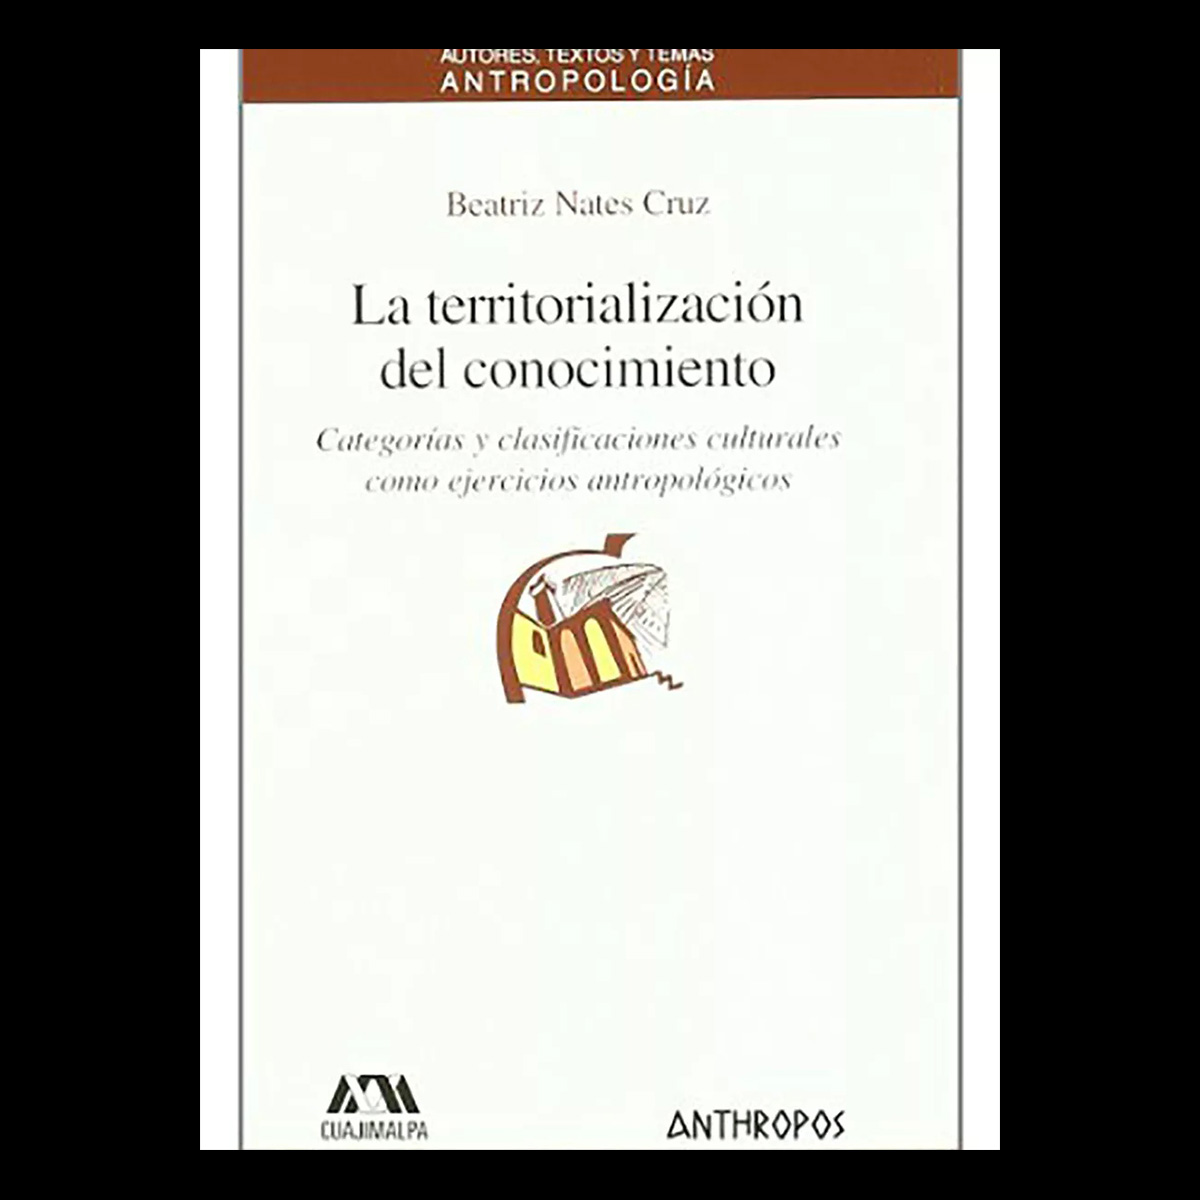 AUTORES, TEXTOS Y TEMAS
ANTROPOLOGÍA
Beatriz Nates Cruz
La territorialización
del conocimiento
Categorías y clasificaciones culturales
como ejercicios antropológicos
CUAJIMALPA
ANTHROPOS